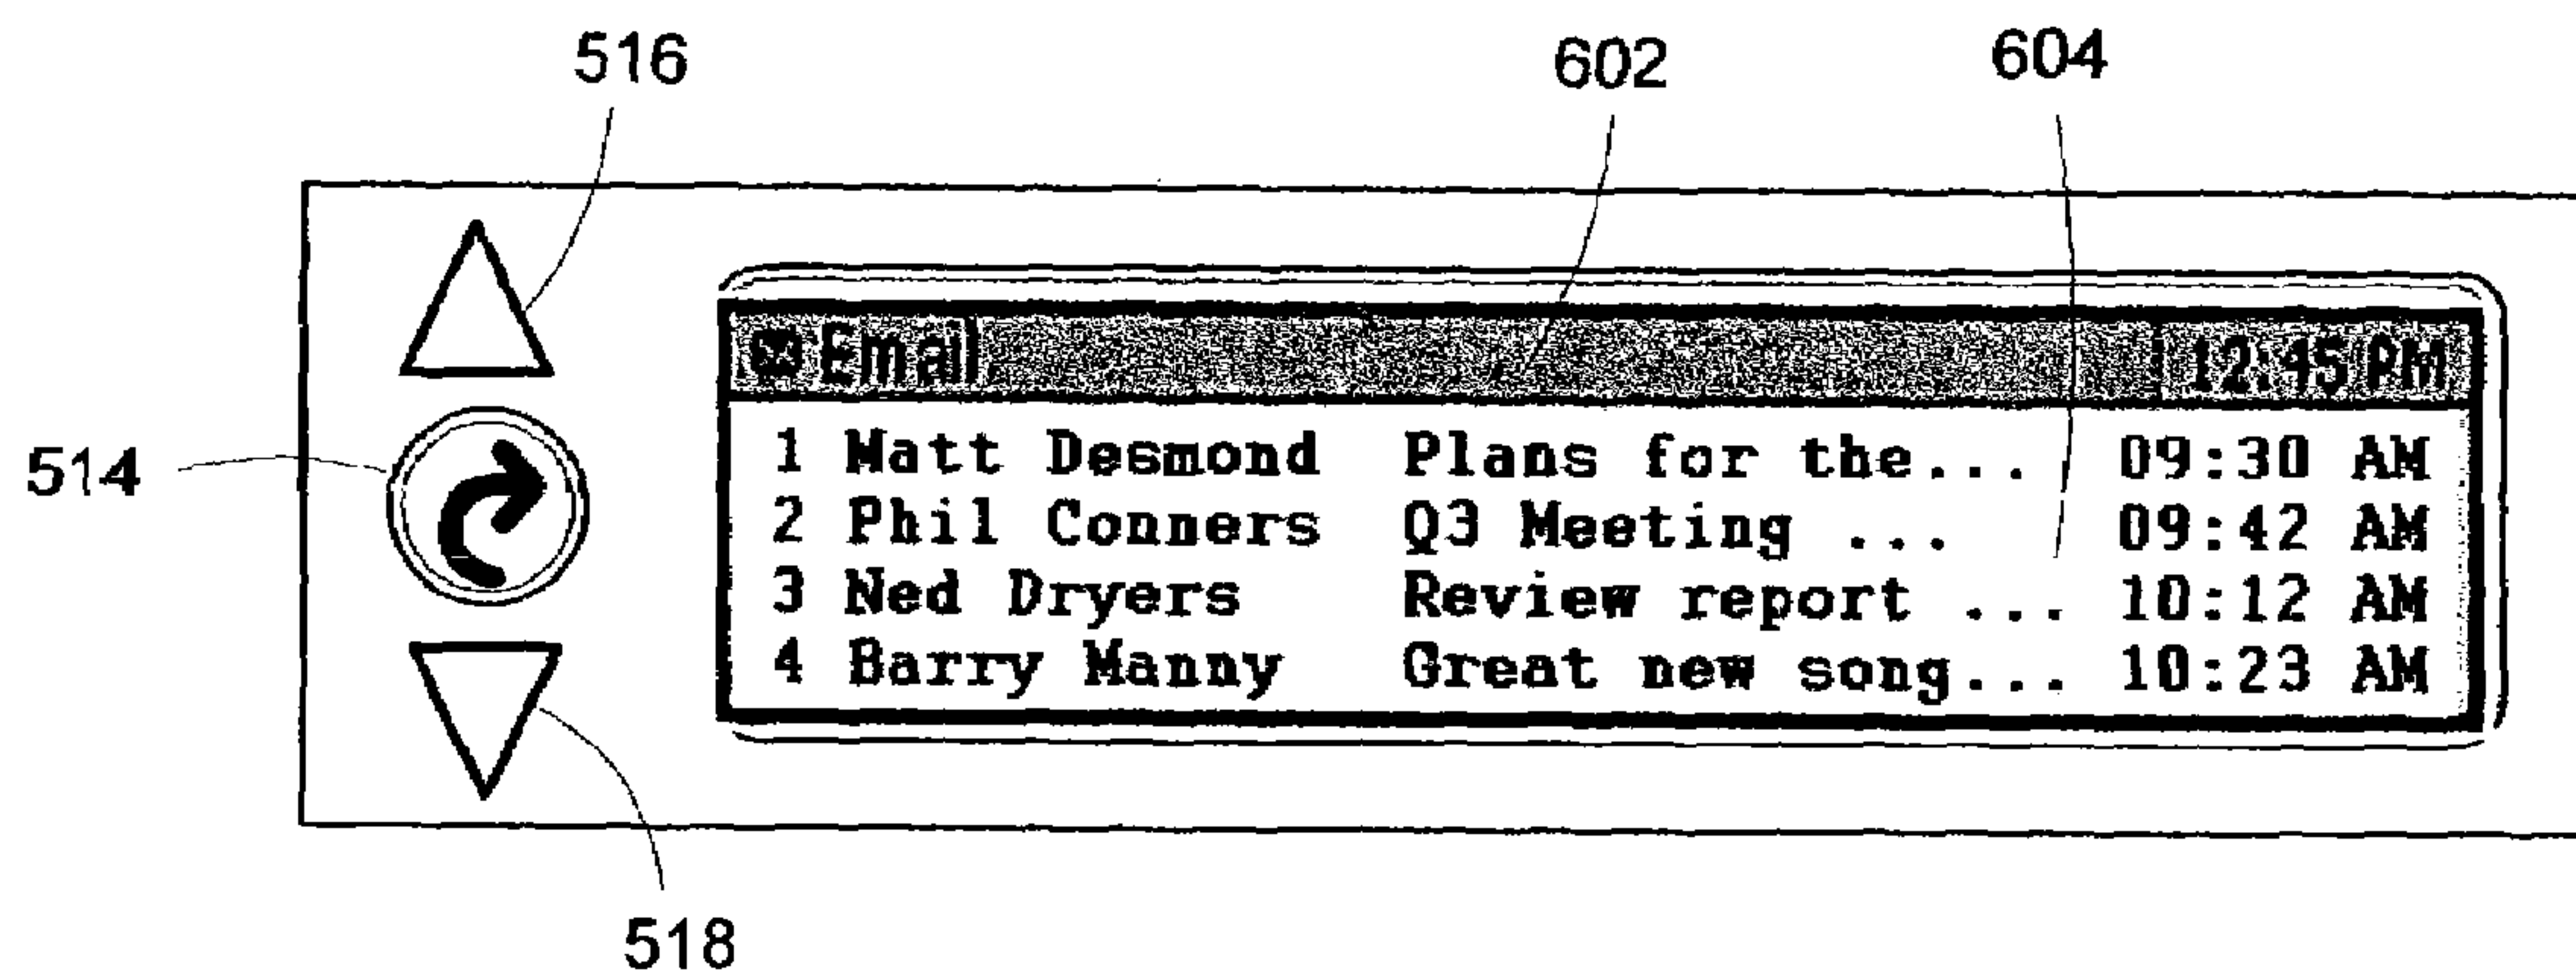 516 602 604
Email 12:45 PM
1 Matt Desmond Plans for the... 09:30 AM
514
2 Phil Conners Q3 Meeting ... 09:42 AM
3 Ned Dryers Review report ... 10:12 AM
4 Barry Manny Great new song... 10:23 AM
518